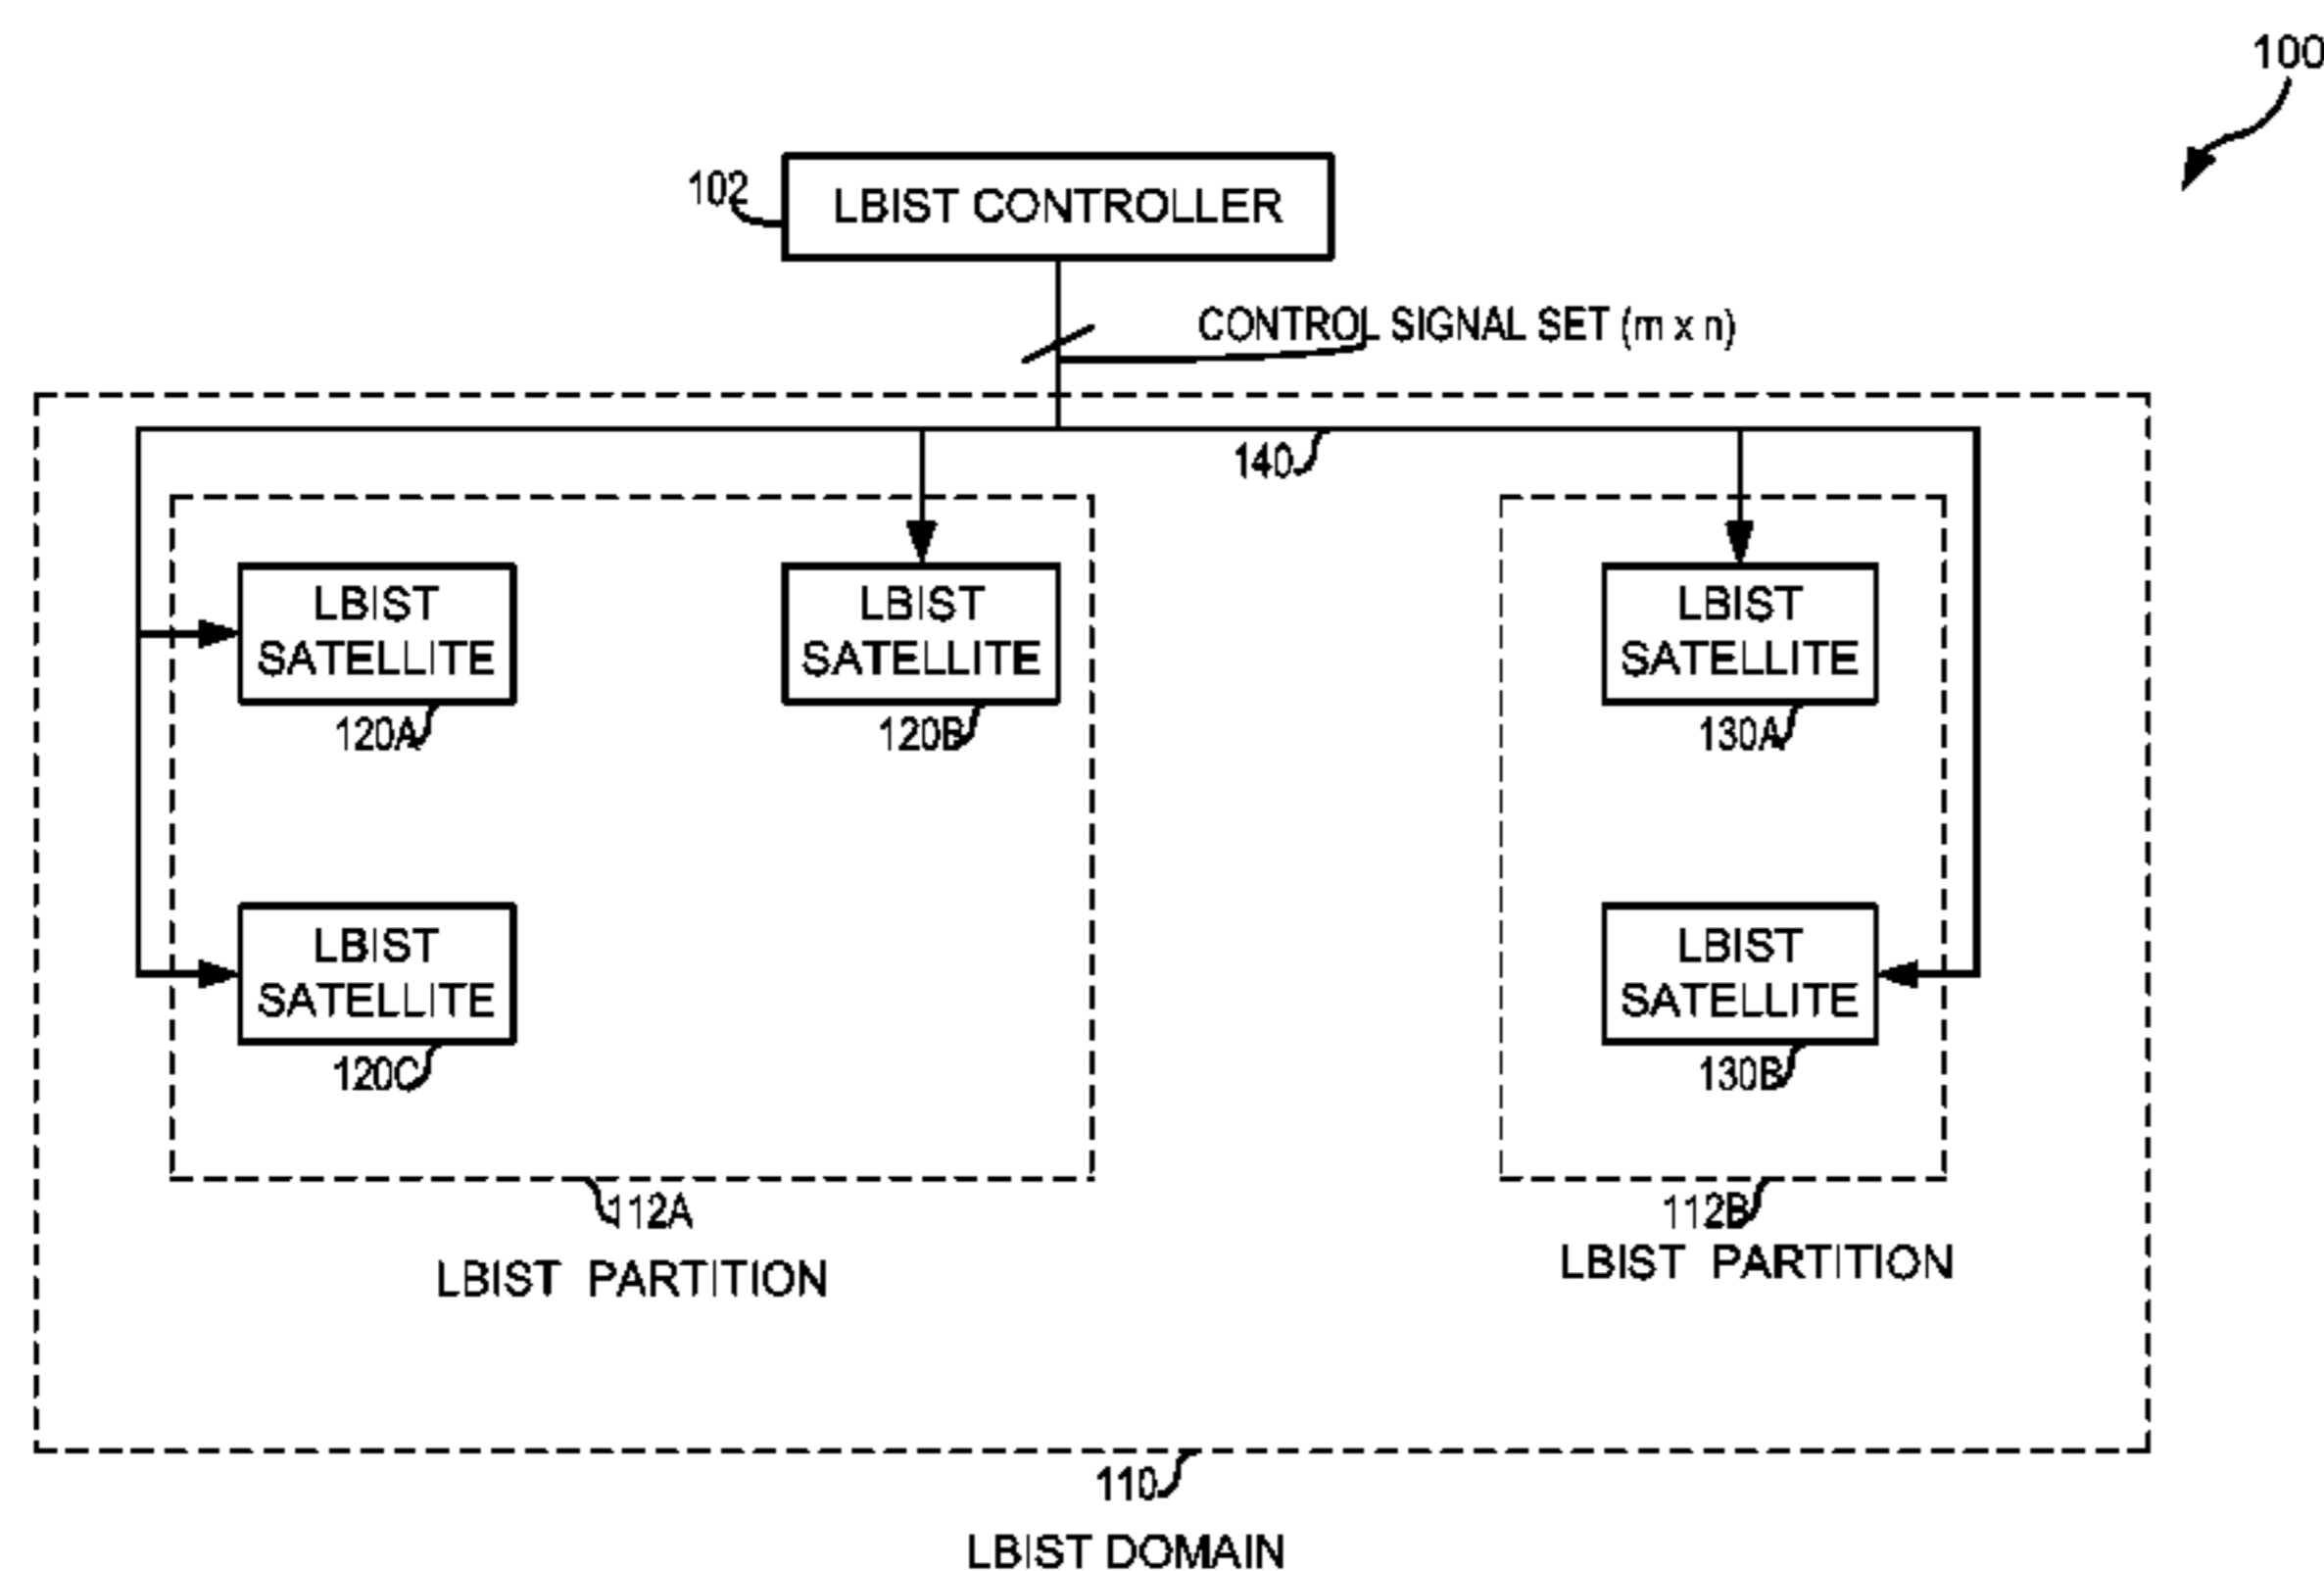 100
102
LBIST CONTROLLER
CONTROL SIGNAL SET (m x n)
140
LBIST
SATELLITE
120A
LBIST
SATELLITE
120B
LBIST
SATELLITE
130A
LBIST
SATELLITE
120C
LBIST
SATELLITE
130B
112A
LBIST PARTITION
112B
LBIST PARTITION
110
LBIST DOMAIN